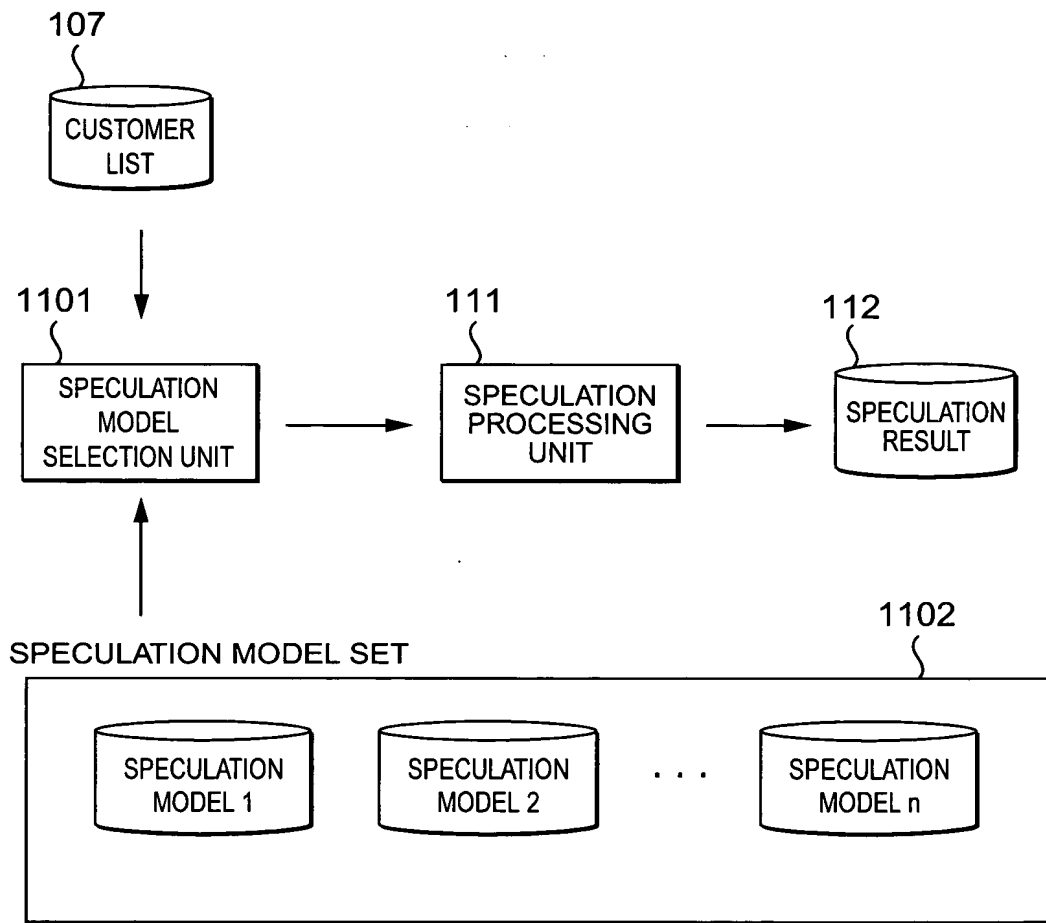 107
CUSTOMER
LIST
1101
SPECULATION
MODEL
SELECTION UNIT
111
SPECULATION
PROCESSING
UNIT
112
SPECULATION
RESULT
1102
SPECULATION MODEL SET
SPECULATION
MODEL 1
SPECULATION
MODEL 2
. . .
SPECULATION
MODEL n